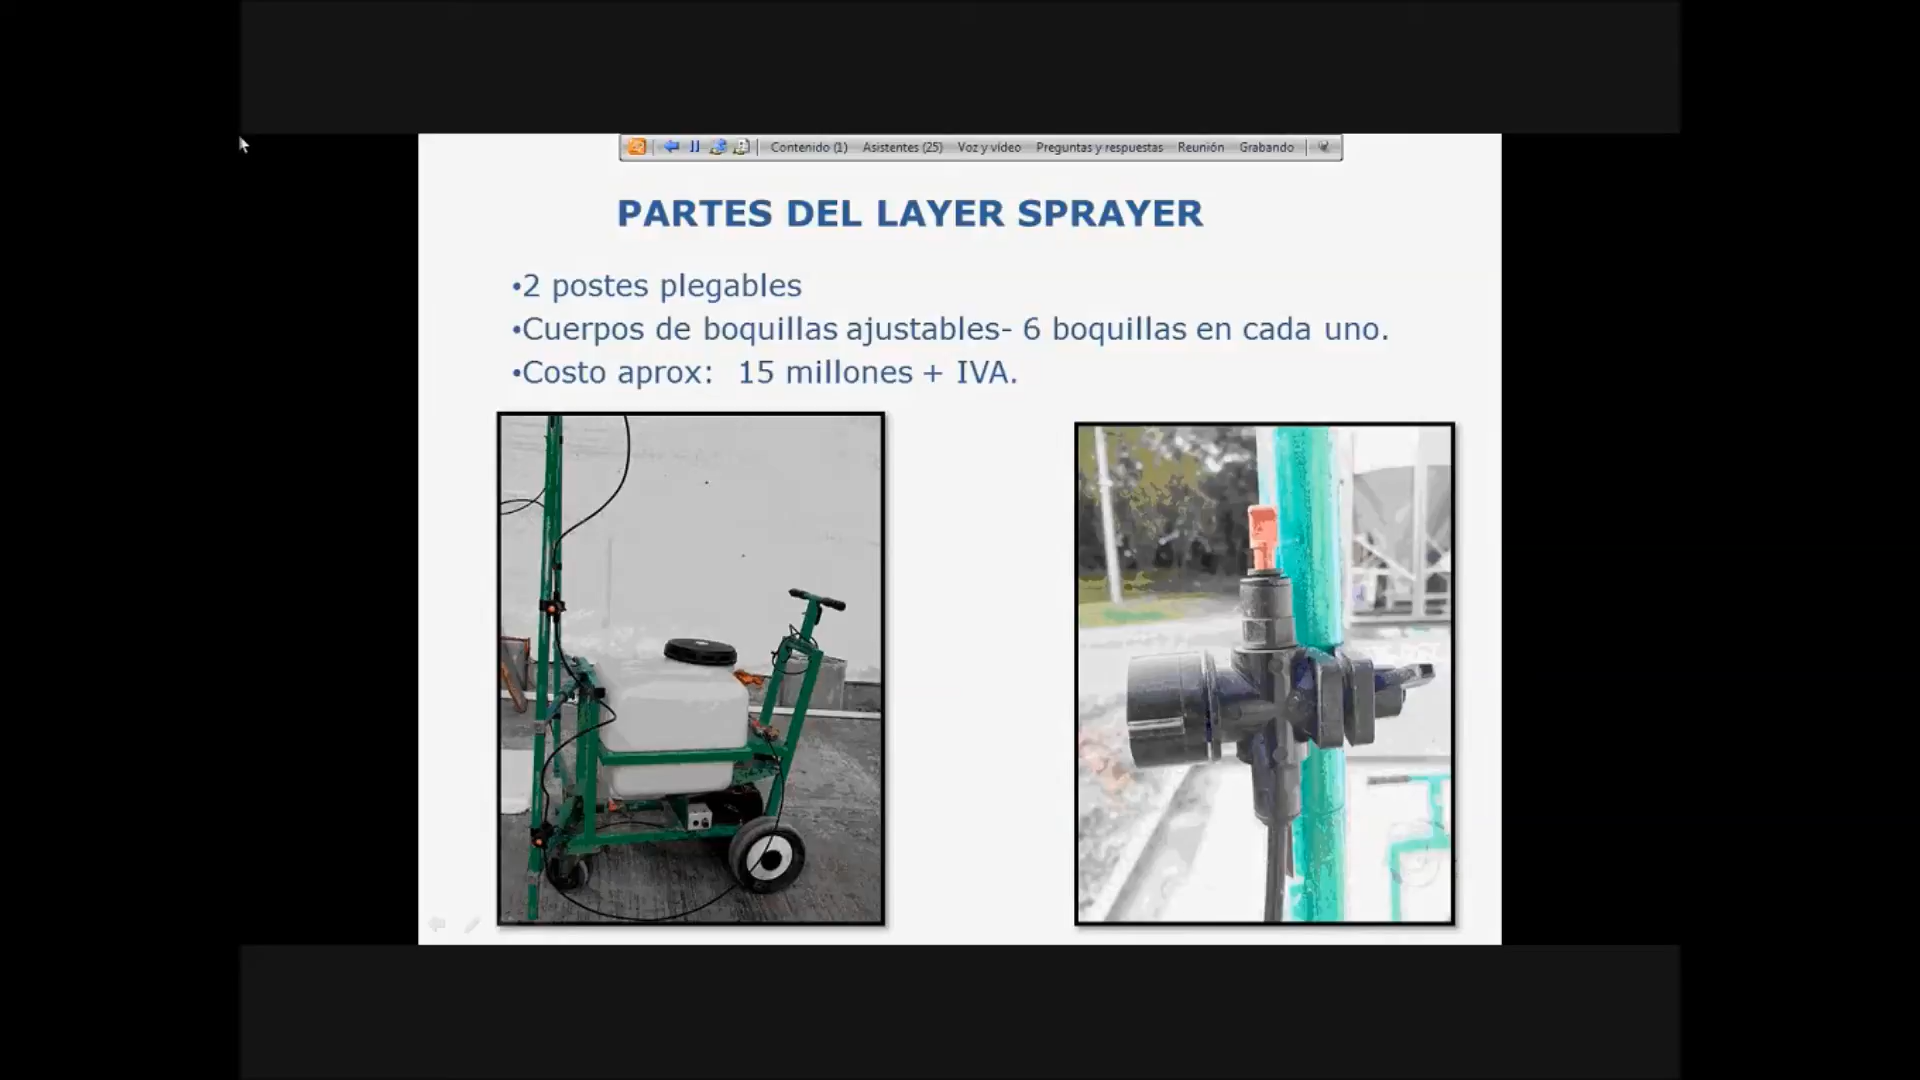 Contenido (1) Asistentes (25) Voz y vídeo Preguntas y respuestas Reunión Grabando
PARTES DEL LAYER SPRAYER
•2 postes plegables
•Cuerpos de boquillas ajustables- 6 boquillas en cada uno.
•Costo aprox: 15 millones + IVA.